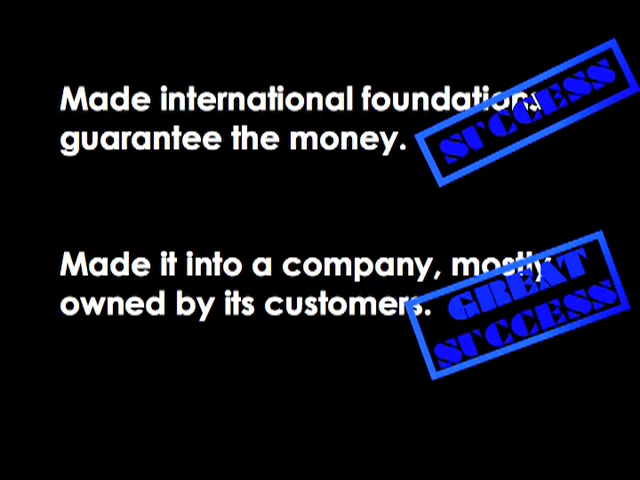 Made international foundations
guarantee the money.
SUCCESS
Made it into a company, mostly
owned by its customers.
GREAT
SUCCESS